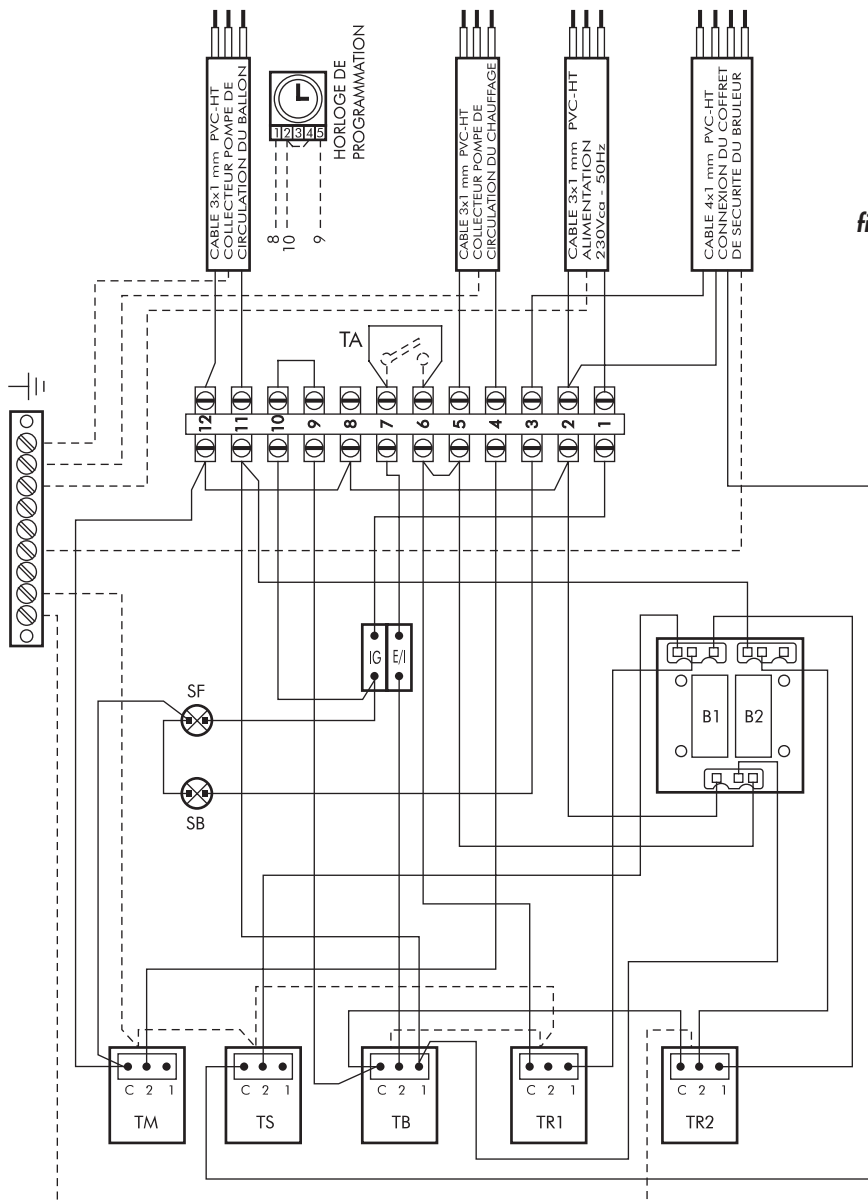 CABLE 3x1 mm PVC-HT
COLLECTEUR POMPE DE
CIRCULATION DU BALLON
1 2 3 4 5
HORLOGE DE
PROGRAMMATION
8
10
9
CABLE 3x1 mm PVC-HT
COLLECTEUR POMPE DE
CIRCULATION DU CHAUFFAGE
CABLE 3x1 mm PVC-HT
ALIMENTATION
230Vca - 50Hz
CABLE 4x1 mm PVC-HT
CONNEXION DU COFFRET
DE SECURITE DU BRULEUR
fi
TA
12 11 10 9 8 7 6 5 4 3 2 1
IG E/I
SF
SB
B1 B2
C 2 1
TM
C 2 1
TS
C 2 1
TB
C 2 1
TR1
C 2 1
TR2